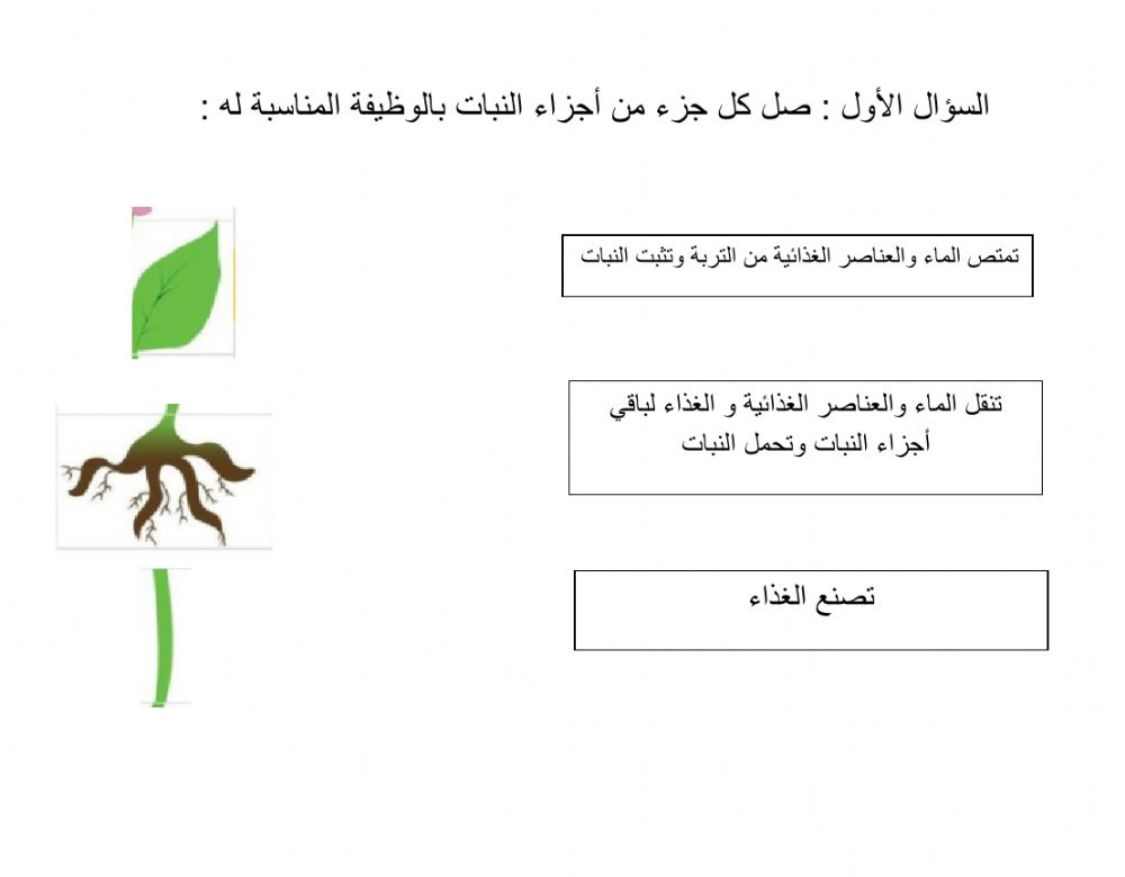 السؤال الأول : صل كل جزء من أجزاء النبات بالوظيفة المناسبة له :
تمتص الماء والعناصر الغذائية من التربة وتثبت النبات
تنقل الماء والعناصر الغذائية و الغذاء لباقي
أجزاء النبات وتحمل النبات
تصنع الغذاء